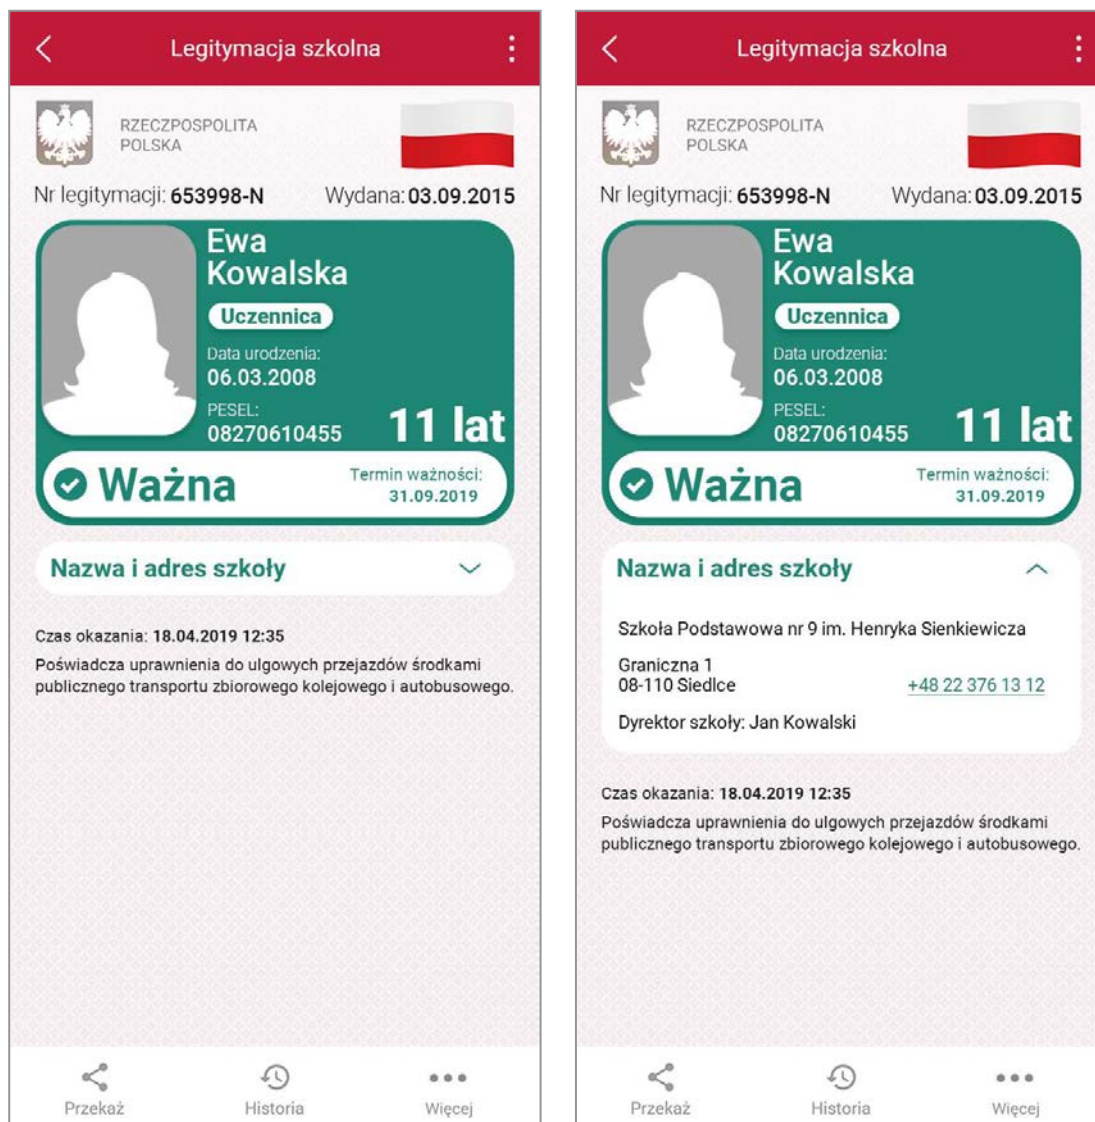 Legitymacja szkolna
RZECZPOSPOLITA
POLSKA
Nr legitymacji: 653998-N Wydana: 03.09.2015
Ewa
Kowalska
Uczennica
Data urodzenia:
06.03.2008
PESEL:
08270610455
11 lat
Ważna
Termin ważności:
31.09.2019
Nazwa i adres szkoły
Czas okazania: 18.04.2019 12:35
Poświadcza uprawnienia do ulgowych przejazdów środkami
publicznego transportu zbiorowego kolejowego i autobusowego.
Przekaż Historia Więcej
Legitymacja szkolna
RZECZPOSPOLITA
POLSKA
Nr legitymacji: 653998-N Wydana: 03.09.2015
Ewa
Kowalska
Uczennica
Data urodzenia:
06.03.2008
PESEL:
08270610455
11 lat
Ważna
Termin ważności:
31.09.2019
Nazwa i adres szkoły
Szkoła Podstawowa nr 9 im. Henryka Sienkiewicza
Graniczna 1
08-110 Siedlce +48 22 376 13 12
Dyrektor szkoły: Jan Kowalski
Czas okazania: 18.04.2019 12:35
Poświadcza uprawnienia do ulgowych przejazdów środkami
publicznego transportu zbiorowego kolejowego i autobusowego.
Przekaż Historia Więcej